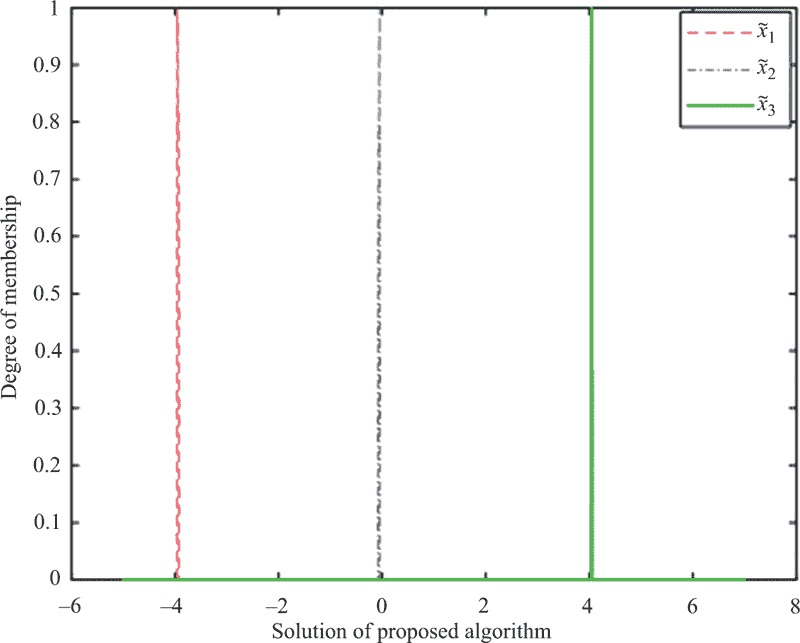 1
0.9
0.8
0.7
0.6
0.5
0.4
0.3
0.2
0.1
0
Degree of membership
x̃1
x̃2
x̃3
–6 –4 –2 0 2 4 6 8
Solution of proposed algorithm